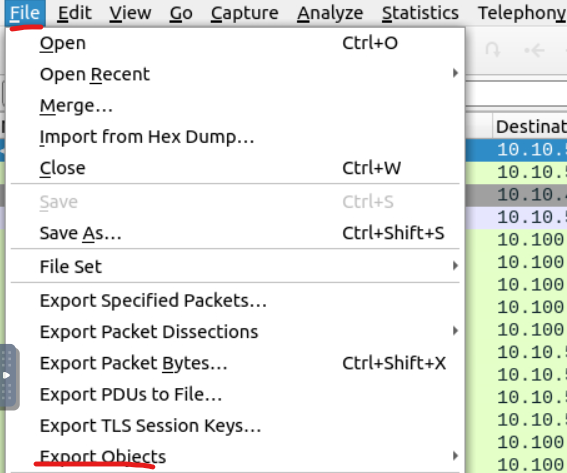 File Edit View Go Capture Analyze Statistics Telephony
Open Ctrl+O
Open Recent
Merge...
Import from Hex Dump...
Close Ctrl+W
Save Ctrl+S
Save As... Ctrl+Shift+S
File Set
Export Specified Packets...
Export Packet Dissections
Export Packet Bytes... Ctrl+Shift+X
Export PDUs to File...
Export TLS Session Keys...
Export Objects
Destinat
10.10.5
10.10.5
10.10.4
10.10.5
10.100
10.100
10.100
10.100
10.100
10.10.5
10.10.5
10.10.5
10.10.5
10.100
10.100